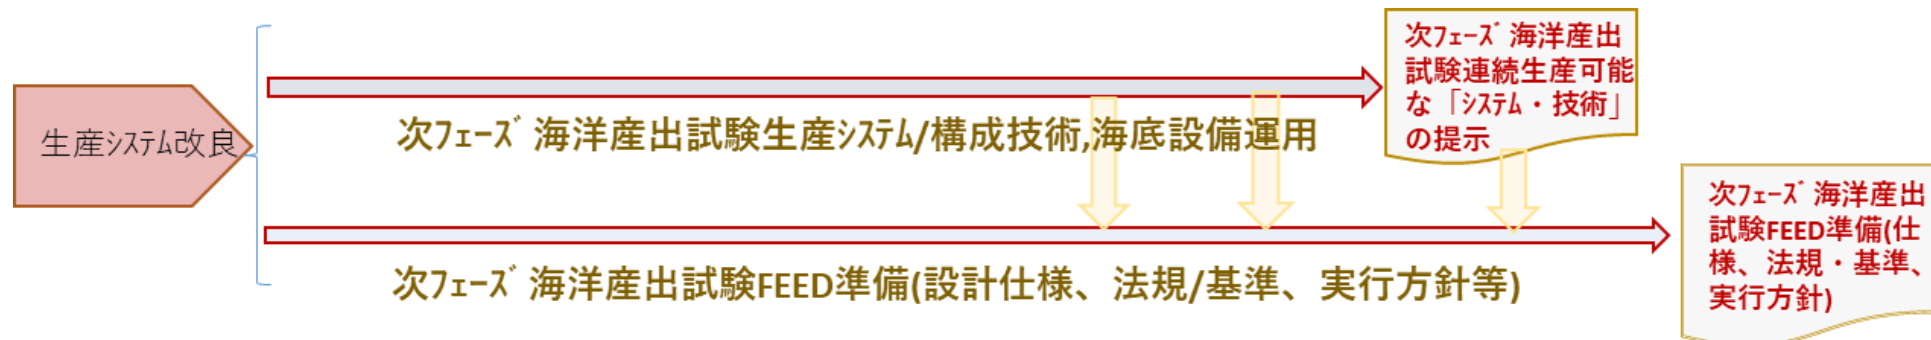 生産ｼｽﾃﾑ改良
次ﾌｪｰｽﾞ海洋産出試験生産ｼｽﾃﾑ/構成技術,海底設備運用
次ﾌｪｰｽﾞ海洋産出
試験連続生産可能
な「ｼｽﾃﾑ・技術」
の提示
次ﾌｪｰｽﾞ海洋産出試験FEED準備(設計仕様、法規/基準、実行方針等)
次ﾌｪｰｽﾞ海洋産出
試験FEED準備(仕
様、法規・基準、
実行方針)